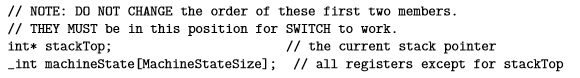 // NOTE: DO NOT CHANGE the order of these first two members.
// THEY MUST be in this position for SWITCH to work.
int* stackTop; // the current stack pointer
_int machineState[MachineStateSize]; // all registers except for stackTop